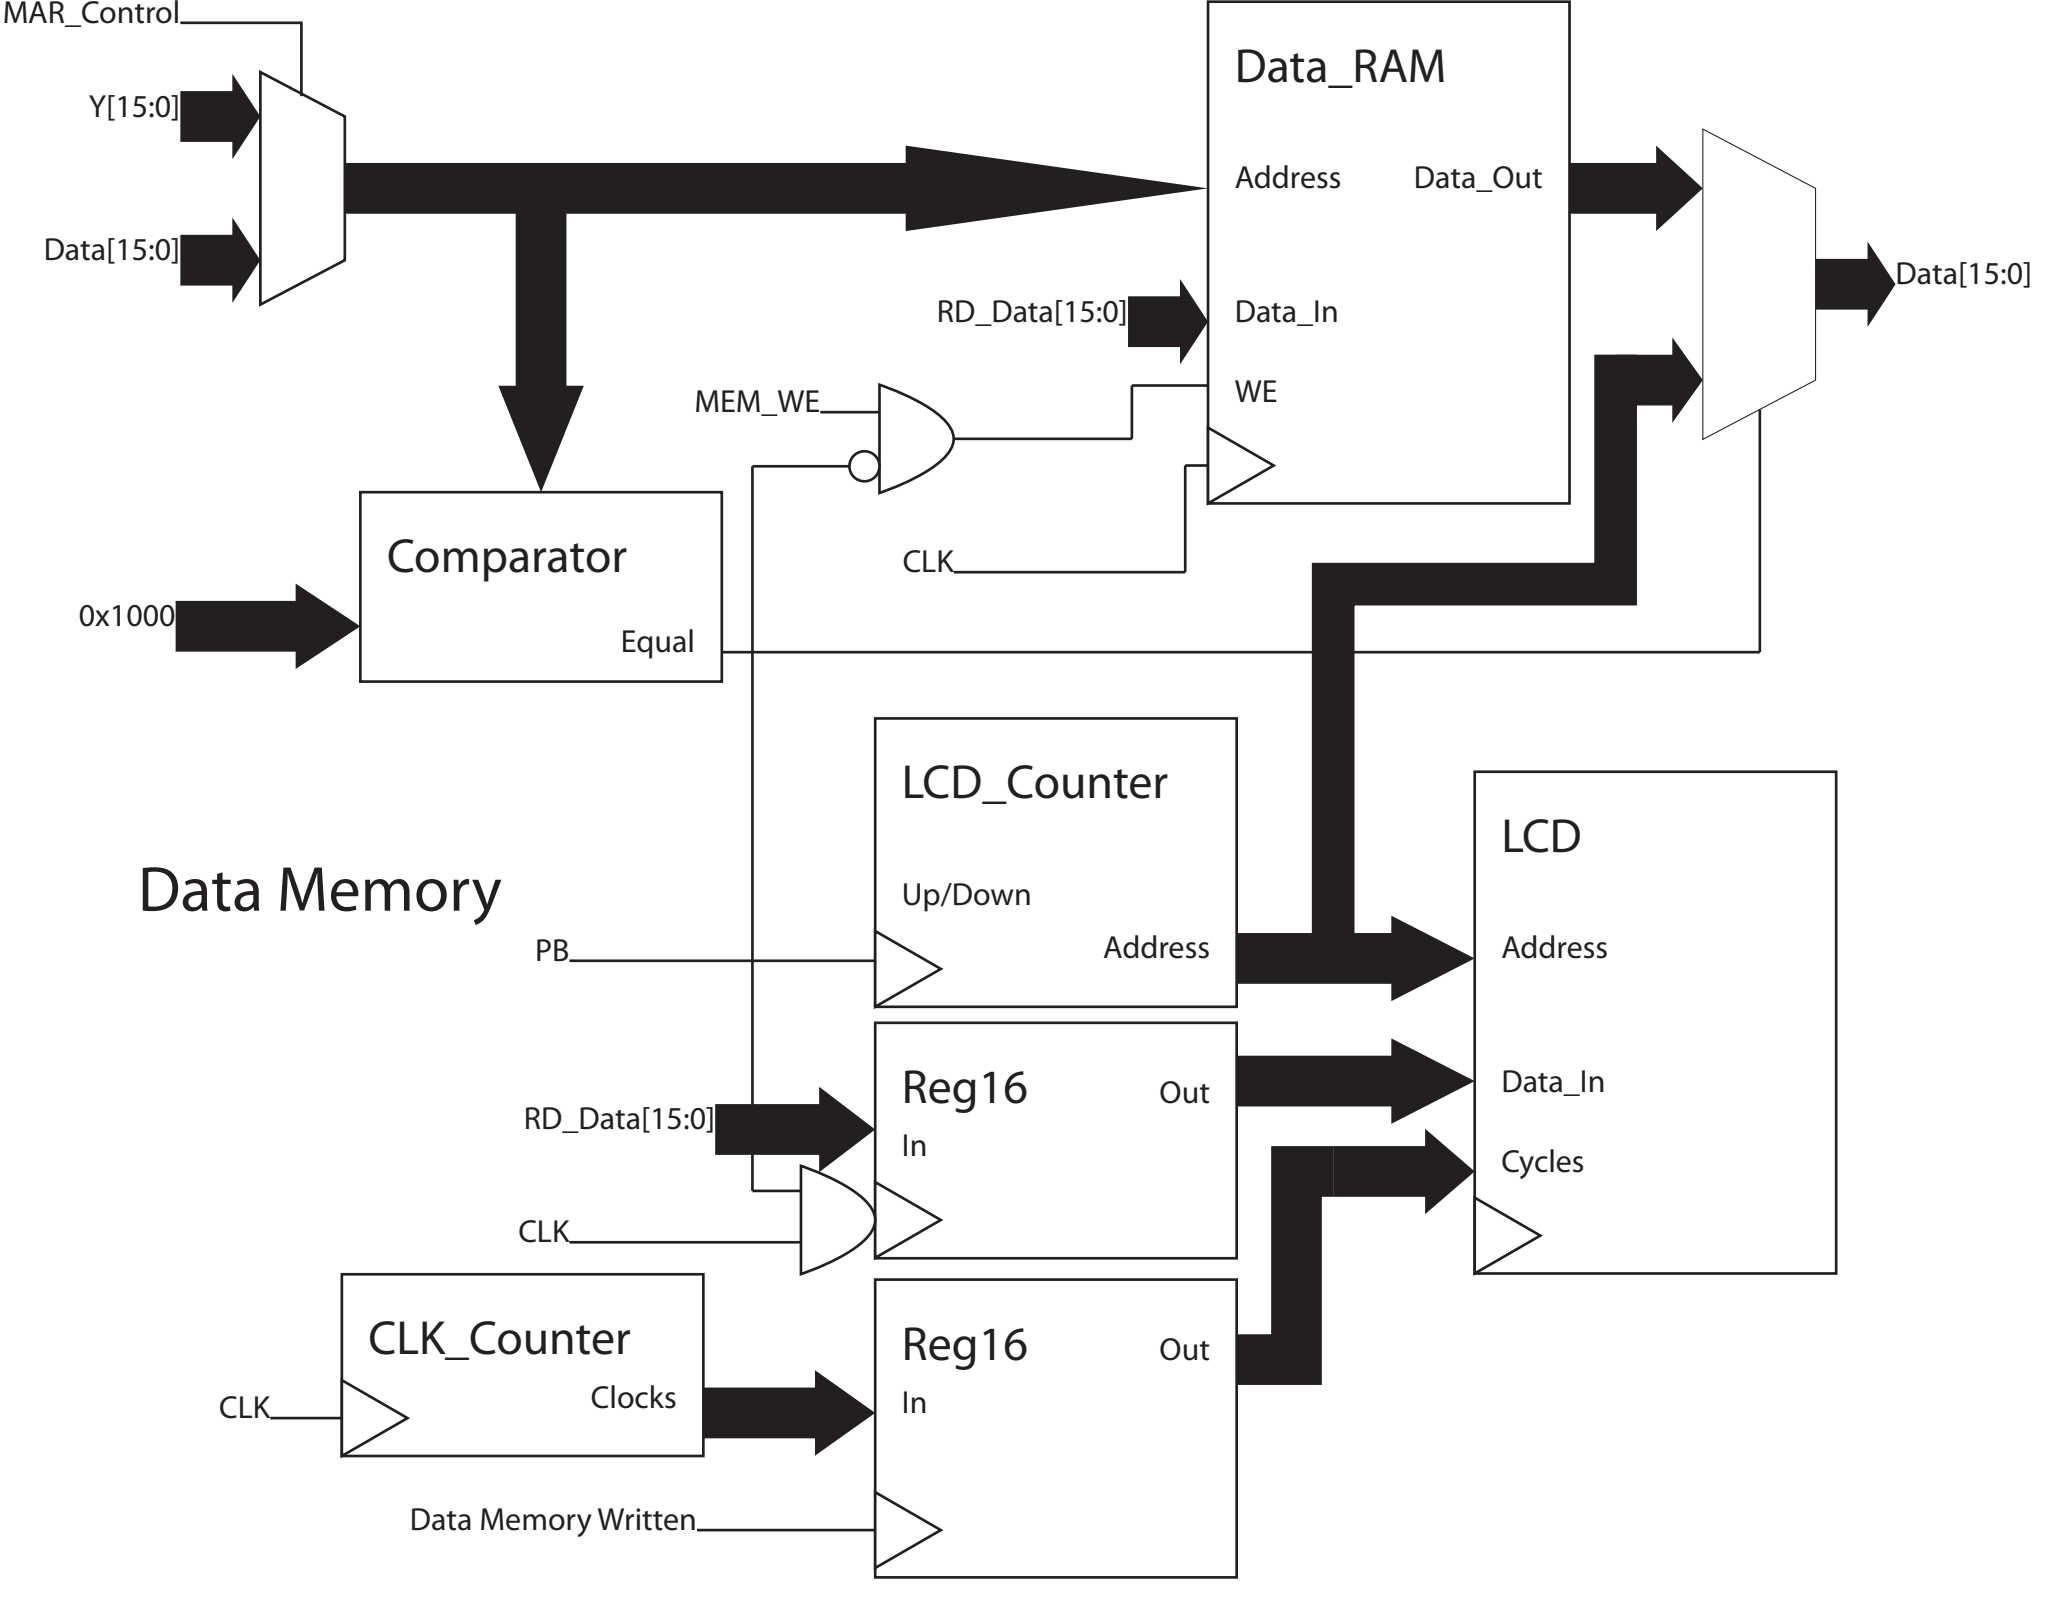 MAR_Control
Y[15:0]
Data[15:0]
Data_RAM
Address
Data_Out
Data_In
WE
RD_Data[15:0]
MEM_WE
CLK
Data[15:0]
Comparator
Equal
0x1000
LCD_Counter
Up/Down
Address
PB
Data Memory
LCD
Address
Data_In
Cycles
RD_Data[15:0]
Reg16
Out
In
CLK
CLK_Counter
Clocks
CLK
Reg16
Out
In
Data Memory Written